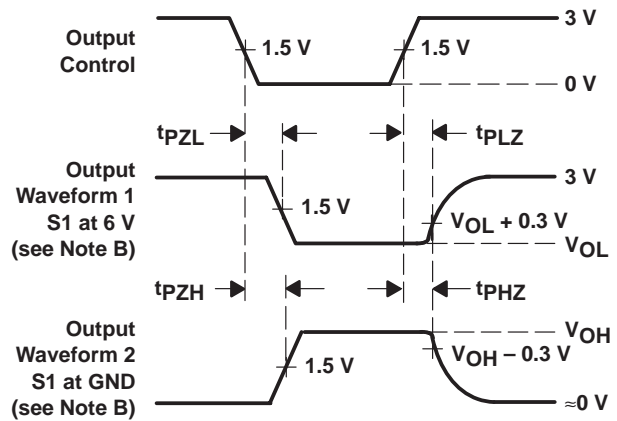 Output
Control
1.5 V
1.5 V
3 V
0 V
tPZL
tPLZ
Output
Waveform 1
S1 at 6 V
(see Note B)
1.5 V
3 V
VOL + 0.3 V
VOL
tPZH
tPHZ
Output
Waveform 2
S1 at GND
(see Note B)
1.5 V
VOH
VOH – 0.3 V
≈0 V